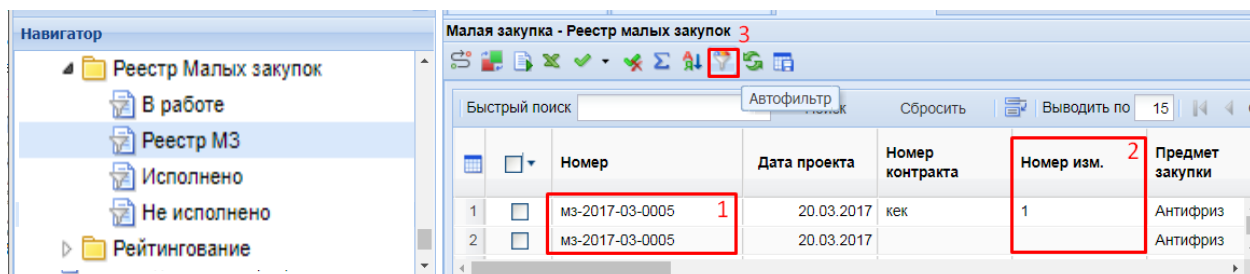 Навигатор
Реестр Малых закупок
В работе
Реестр МЗ
Исполнено
Не исполнено
Рейтингование
Малая закупка - Реестр малых закупок 3
Автофильтр
Быстрый поиск Сбросить Выводить по 15
Номер Дата проекта Номер контракта Номер изм. 2 Предмет закупки
1 мз-2017-03-0005 1 20.03.2017 кек 1 Антифриз
2 мз-2017-03-0005 20.03.2017 Антифриз